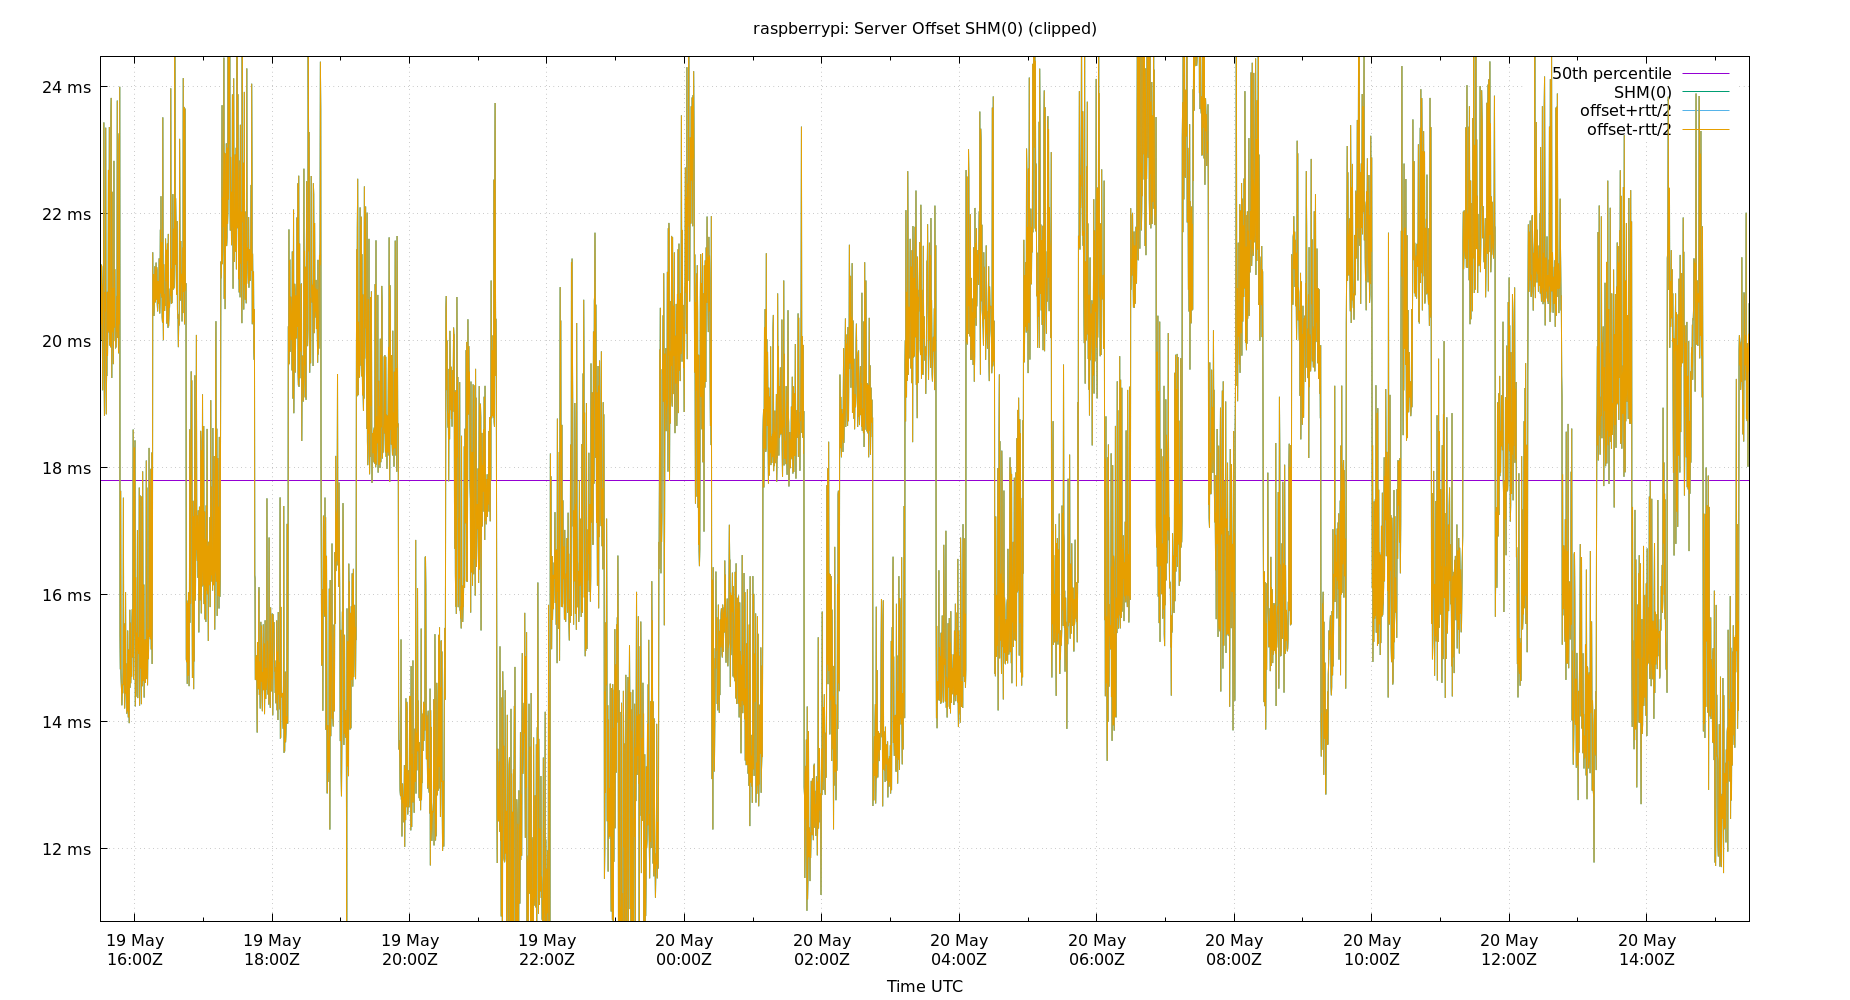 raspberrypi: Server Offset SHM(0) (clipped)
50th percentile
SHM(0)
offset+rtt/2
offset-rtt/2
24 ms
22 ms
20 ms
18 ms
16 ms
14 ms
12 ms
19 May 19 May 19 May 19 May 20 May 20 May 20 May 20 May 20 May 20 May 20 May 20 May
16:00Z 18:00Z 20:00Z 22:00Z 00:00Z 02:00Z 04:00Z 06:00Z 08:00Z 10:00Z 12:00Z 14:00Z
Time UTC